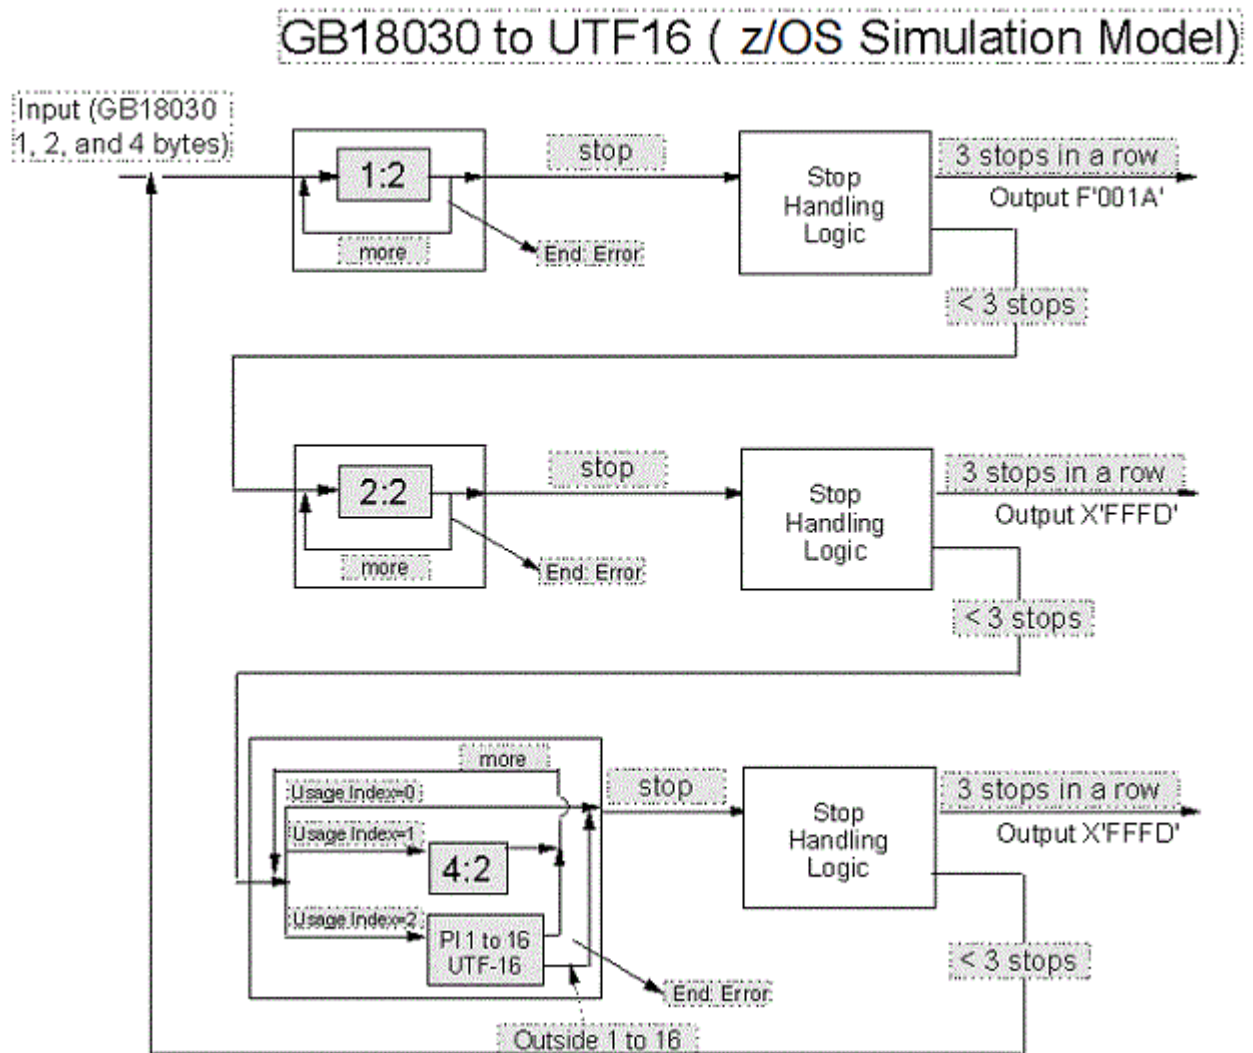 GB18030 to UTF16 ( z/OS Simulation Model)
Input (GB18030
1, 2, and 4 bytes)
1:2
more
End: Error
stop
Stop
Handling
Logic
3 stops in a row
Output F'001A'
< 3 stops
2:2
more
End: Error
stop
Stop
Handling
Logic
3 stops in a row
Output X'FFFD'
< 3 stops
more
Usage Index=0
Usage Index=1
4:2
Usage Index=2
Pl 1 to 16
UTF-16
End: Error
Outside 1 to 16
stop
Stop
Handling
Logic
3 stops in a row
Output X'FFFD'
< 3 stops